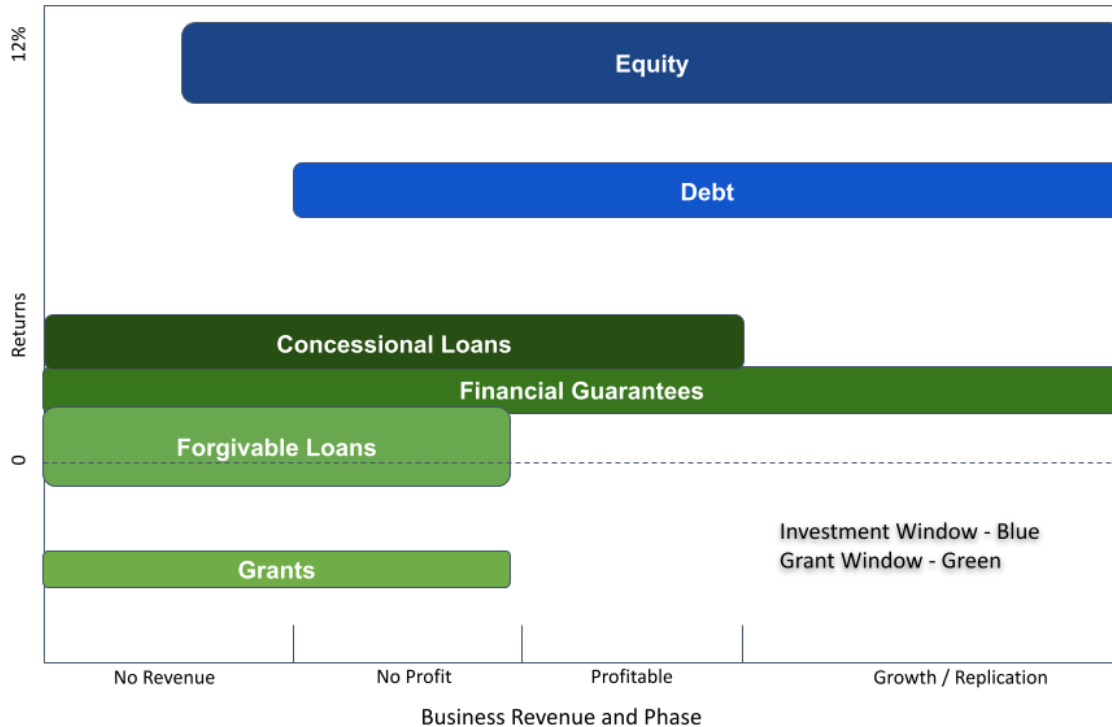 12%
Equity
Debt
Returns
Concessional Loans
Financial Guarantees
Forgivable Loans
0
Investment Window - Blue
Grant Window - Green
Grants
No Revenue
No Profit
Profitable
Growth / Replication
Business Revenue and Phase